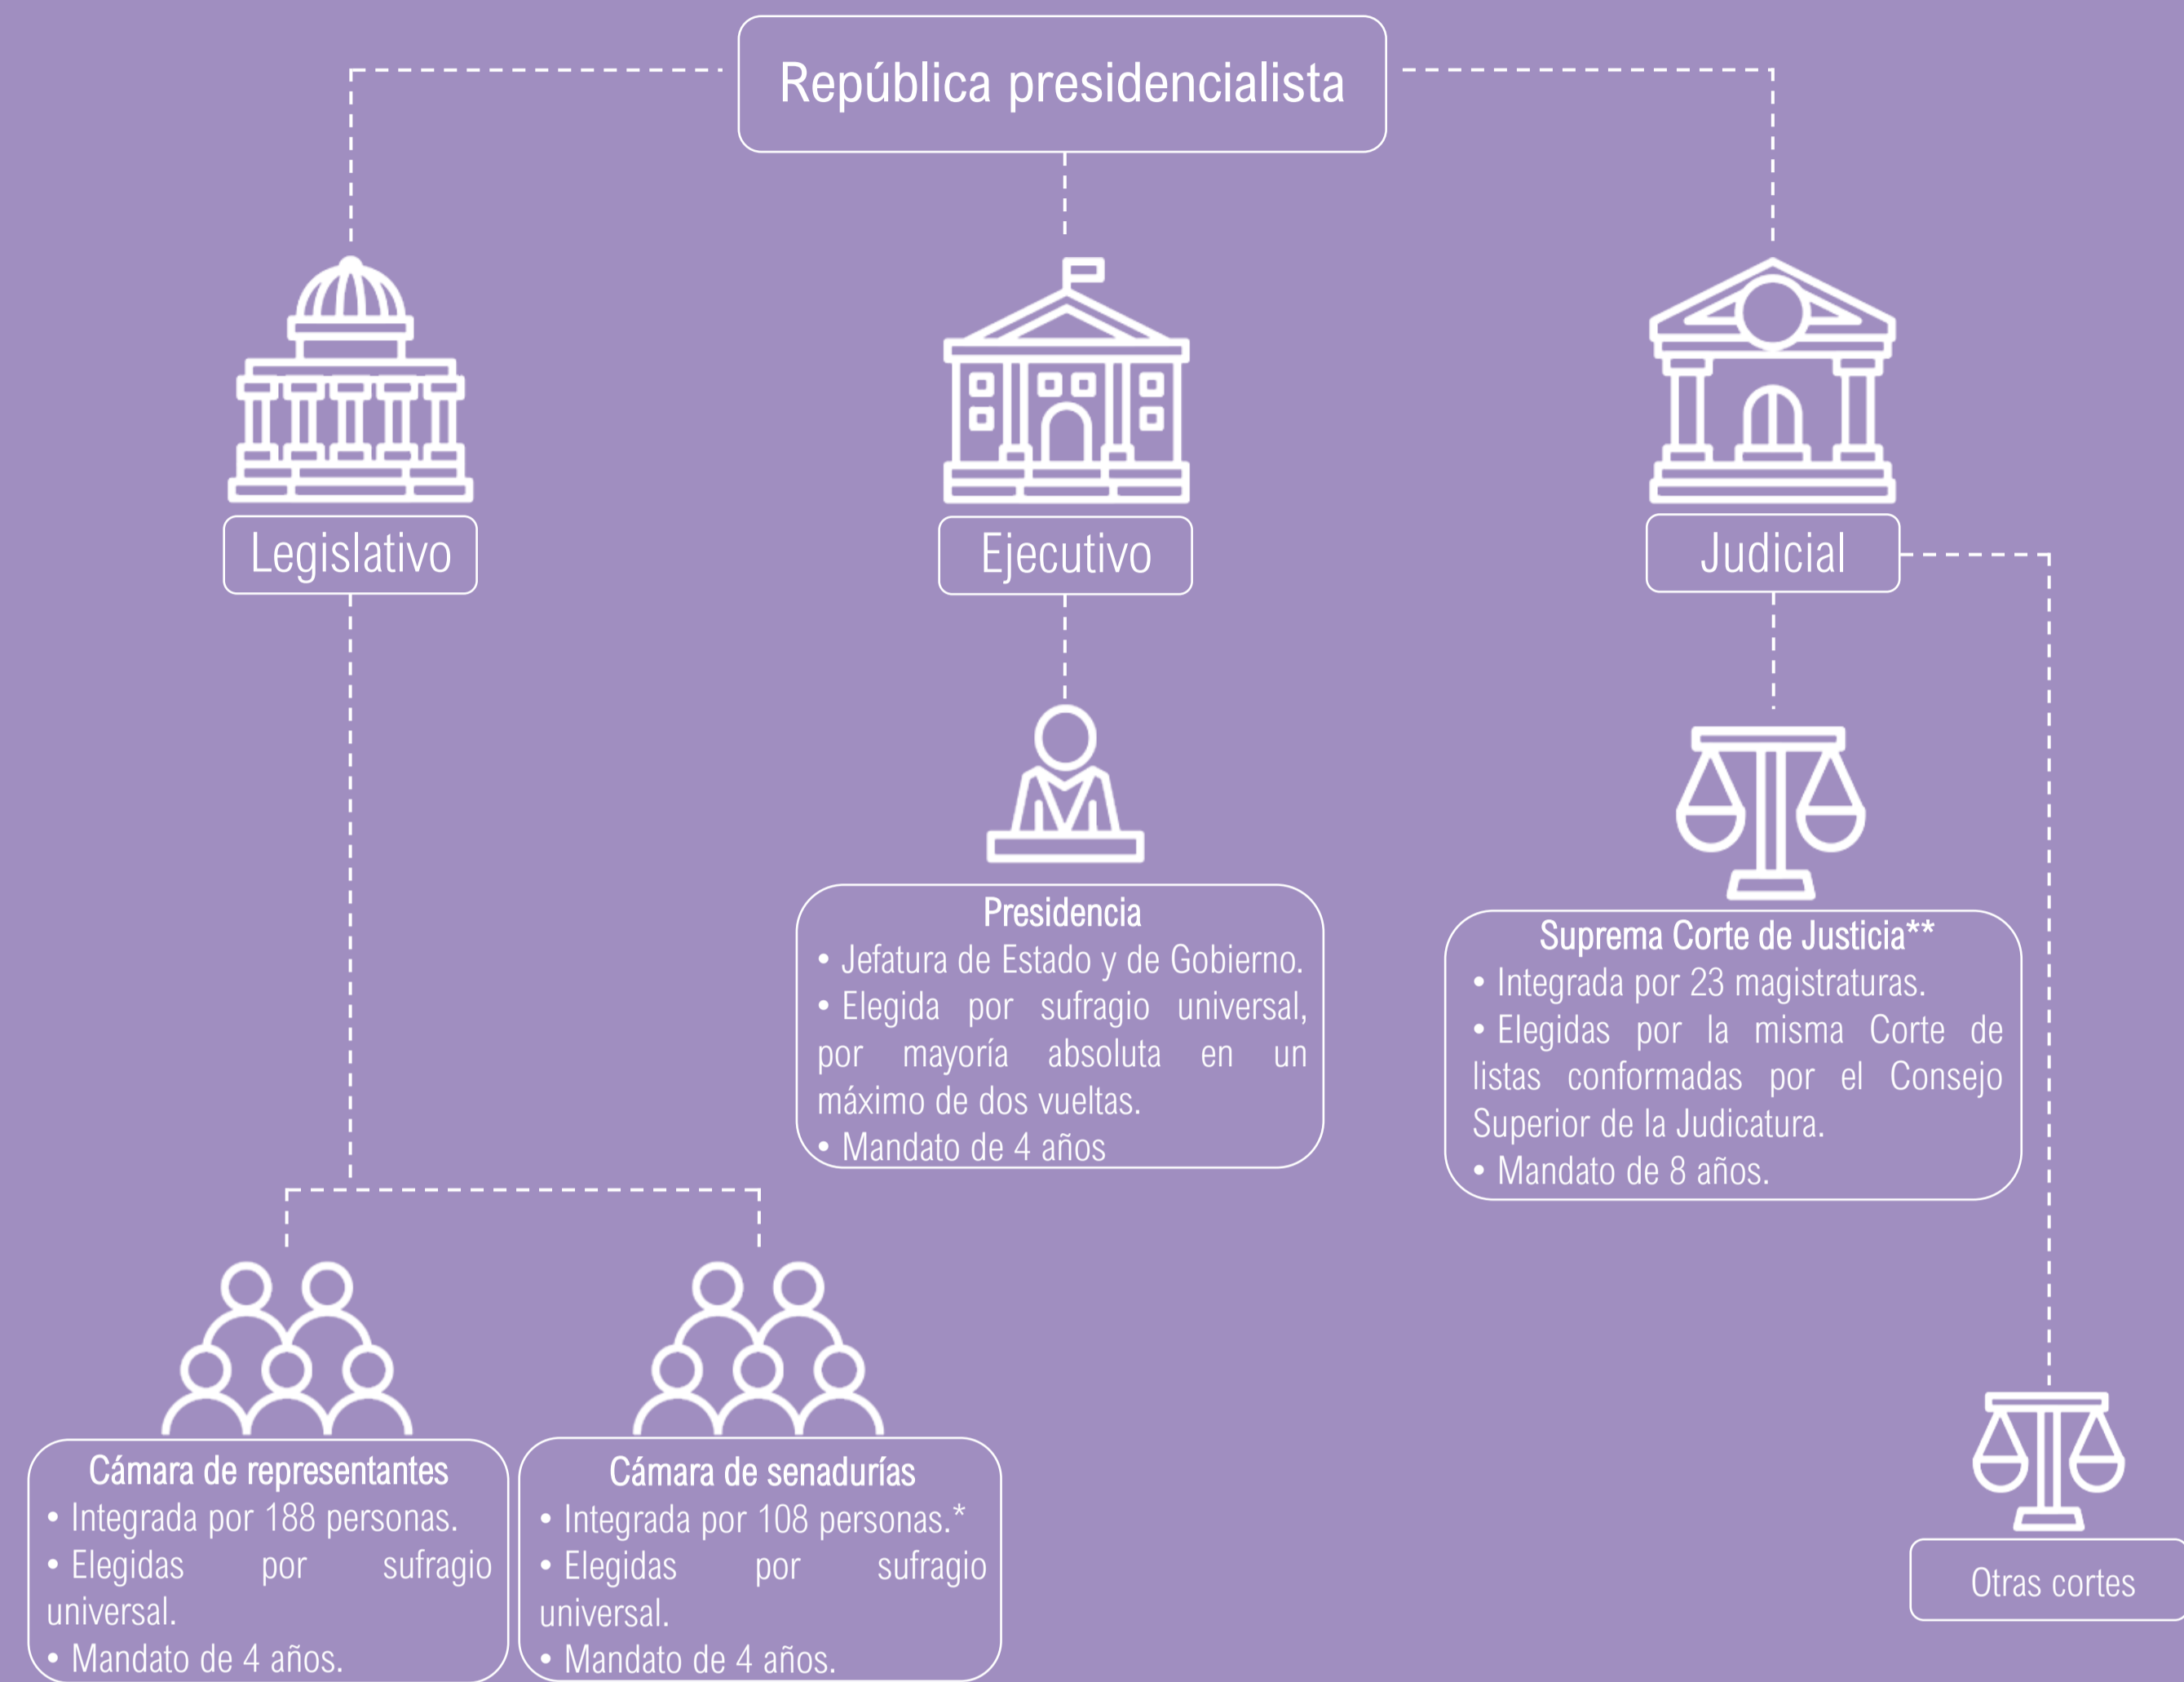 República presidencialista
Legislativo
Ejecutivo
Judicial
Presidencia
• Jefatura de Estado y de Gobierno.
• Elegida por sufragio universal,
por mayoría absoluta en un
máximo de dos vueltas.
• Mandato de 4 años
Suprema Corte de Justicia**
• Integrada por 23 magistraturas.
• Elegidas por la misma Corte de
listas conformadas por el Consejo
Superior de la Judicatura.
• Mandato de 8 años.
Cámara de representantes
• Integrada por 188 personas.
• Elegidas por sufragio
universal.
• Mandato de 4 años.
Cámara de senadurías
• Integrada por 108 personas.*
• Elegidas por sufragio
universal.
• Mandato de 4 años.
Otras cortes